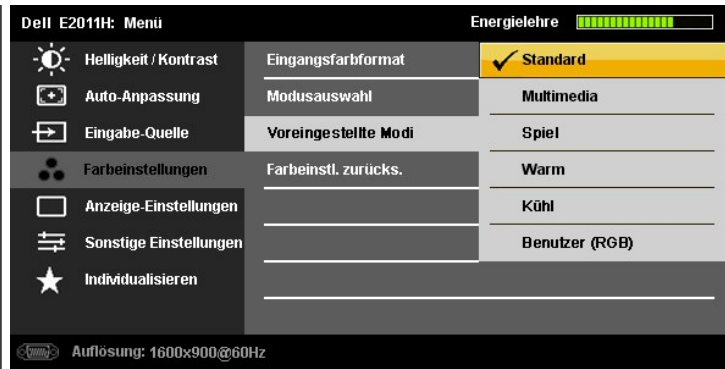 Dell E2011H: Menü
Energielehre
Helligkeit / Kontrast
Auto-Anpassung
Eingabe-Quelle
Farbeinstellungen
Anzeige-Einstellungen
Sonstige Einstellungen
Individualisieren
Eingangsfarbformat
Modusauswahl
Voreingestellte Modi
Farbeinstl. zurücks.
Standard
Multimedia
Spiel
Warm
Kühl
Benutzer (RGB)
Auflösung: 1600x900@60Hz